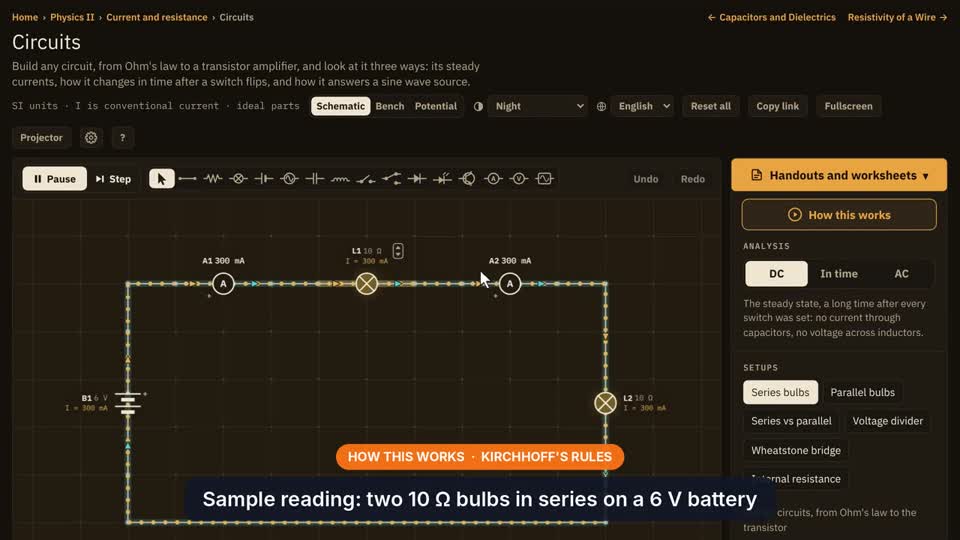 Home › Physics II › Current and resistance › Circuits
← Capacitors and Dielectrics Resistivity of a Wire →
Circuits
Build any circuit, from Ohm's law to a transistor amplifier, and look at it three ways: its steady
currents, how it changes in time after a switch flips, and how it answers a sine wave source.
SI units · I is conventional current · ideal parts
Schematic Bench Potential
Night
English
Reset all
Copy link
Fullscreen
Projector
?
Pause
Step
Undo
Redo
Handouts and worksheets ▾
How this works
ANALYSIS
DC In time AC
The steady state, a long time after every
switch was set: no current through
capacitors, no voltage across inductors.
SETUPS
Series bulbs Parallel bulbs
Series vs parallel Voltage divider
Wheatstone bridge
Internal resistance
circuits, from Ohm's law to the
transistor
A1 300 mA
A
+
L1 10 Ω
I = 300 mA
A2 300 mA
A
+
B1 6 V
I = 300 mA
+
L2 10 Ω
I = 300 mA
HOW THIS WORKS · KIRCHHOFF'S RULES
Sample reading: two 10 Ω bulbs in series on a 6 V battery